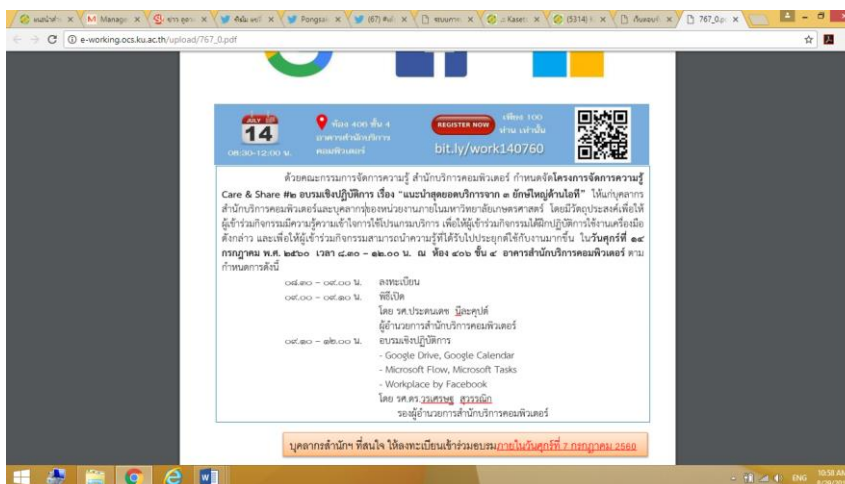 Manage
Pongsa
(67)
Kaset
(5314)
767_0.p
e-working.ocs.ku.ac.th/upload/767_0.pdf
JULY
14
08:30-12:00 น.
ห้อง 406 ชั้น 4
อาคารสำนักบริการ
คอมพิวเตอร์
REGISTER NOW
เพียง 100
ท่าน เท่านั้น
bit.ly/work140760
ด้วยคณะกรรมการจัดการความรู้ สำนักบริการคอมพิวเตอร์ กำหนดจัดโครงการจัดการความรู้
Care & Share #๒ อบรมเชิงปฏิบัติการ เรื่อง “แนะนำสุดยอดบริการจาก ๓ ยักษ์ใหญ่ด้านไอที” ให้แก่บุคลากร
สำนักบริการคอมพิวเตอร์และบุคลากรของหน่วยงานภายในมหาวิทยาลัยเกษตรศาสตร์ โดยมีวัตถุประสงค์เพื่อให้
ผู้เข้าร่วมกิจกรรมมีความรู้ความเข้าใจการใช้โปรแกรมบริการ เพื่อให้ผู้เข้าร่วมกิจกรรมได้ฝึกปฏิบัติการใช้งานเครื่องมือ
ดังกล่าว และเพื่อให้ผู้เข้าร่วมกิจกรรมสามารถนำความรู้ที่ได้รับไปประยุกต์ใช้กับงานมากขึ้น ในวันศุกร์ที่ ๑๔
กรกฎาคม พ.ศ. ๒๕๖๐ เวลา ๘.๓๐ – ๑๒.๐๐ น. ณ ห้อง ๔๐๖ ชั้น ๔ อาคารสำนักบริการคอมพิวเตอร์ ตาม
กำหนดการดังนี้
๐๘.๓๐ – ๐๙.๐๐ น. ลงทะเบียน
๐๙.๐๐ – ๐๙.๑๐ น. พิธีเปิด
โดย รศ.ประดนเดช นีละคุปต์
ผู้อำนวยการสำนักบริการคอมพิวเตอร์
๐๙.๑๐ – ๑๒.๐๐ น. อบรมเชิงปฏิบัติการ
- Google Drive, Google Calendar
- Microsoft Flow, Microsoft Tasks
- Workplace by Facebook
โดย รศ.ดร.วรเศรษฐ สุวรรณิก
รองผู้อำนวยการสำนักบริการคอมพิวเตอร์
บุคลากรสำนักฯ ที่สนใจ ให้ลงทะเบียนเข้าร่วมอบรมภายในวันศุกร์ที่ 7 กรกฎาคม 2560
ENG
10:58 AM